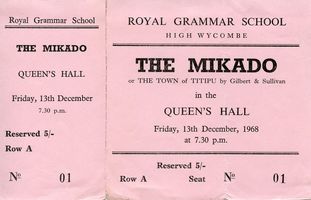 Royal Grammar School
THE MIKADO
QUEEN'S HALL
Friday, 13th December
7.30 p.m.
Reserved 5/-
Row A
No 01
ROYAL GRAMMAR SCHOOL
HIGH WYCOMBE
THE MIKADO
or THE TOWN of TITIPU by Gilbert & Sullivan
in the
QUEEN'S HALL
Friday, 13th December, 1968
at 7.30 pm.
Reserved 5/-
Row A Seat No 01